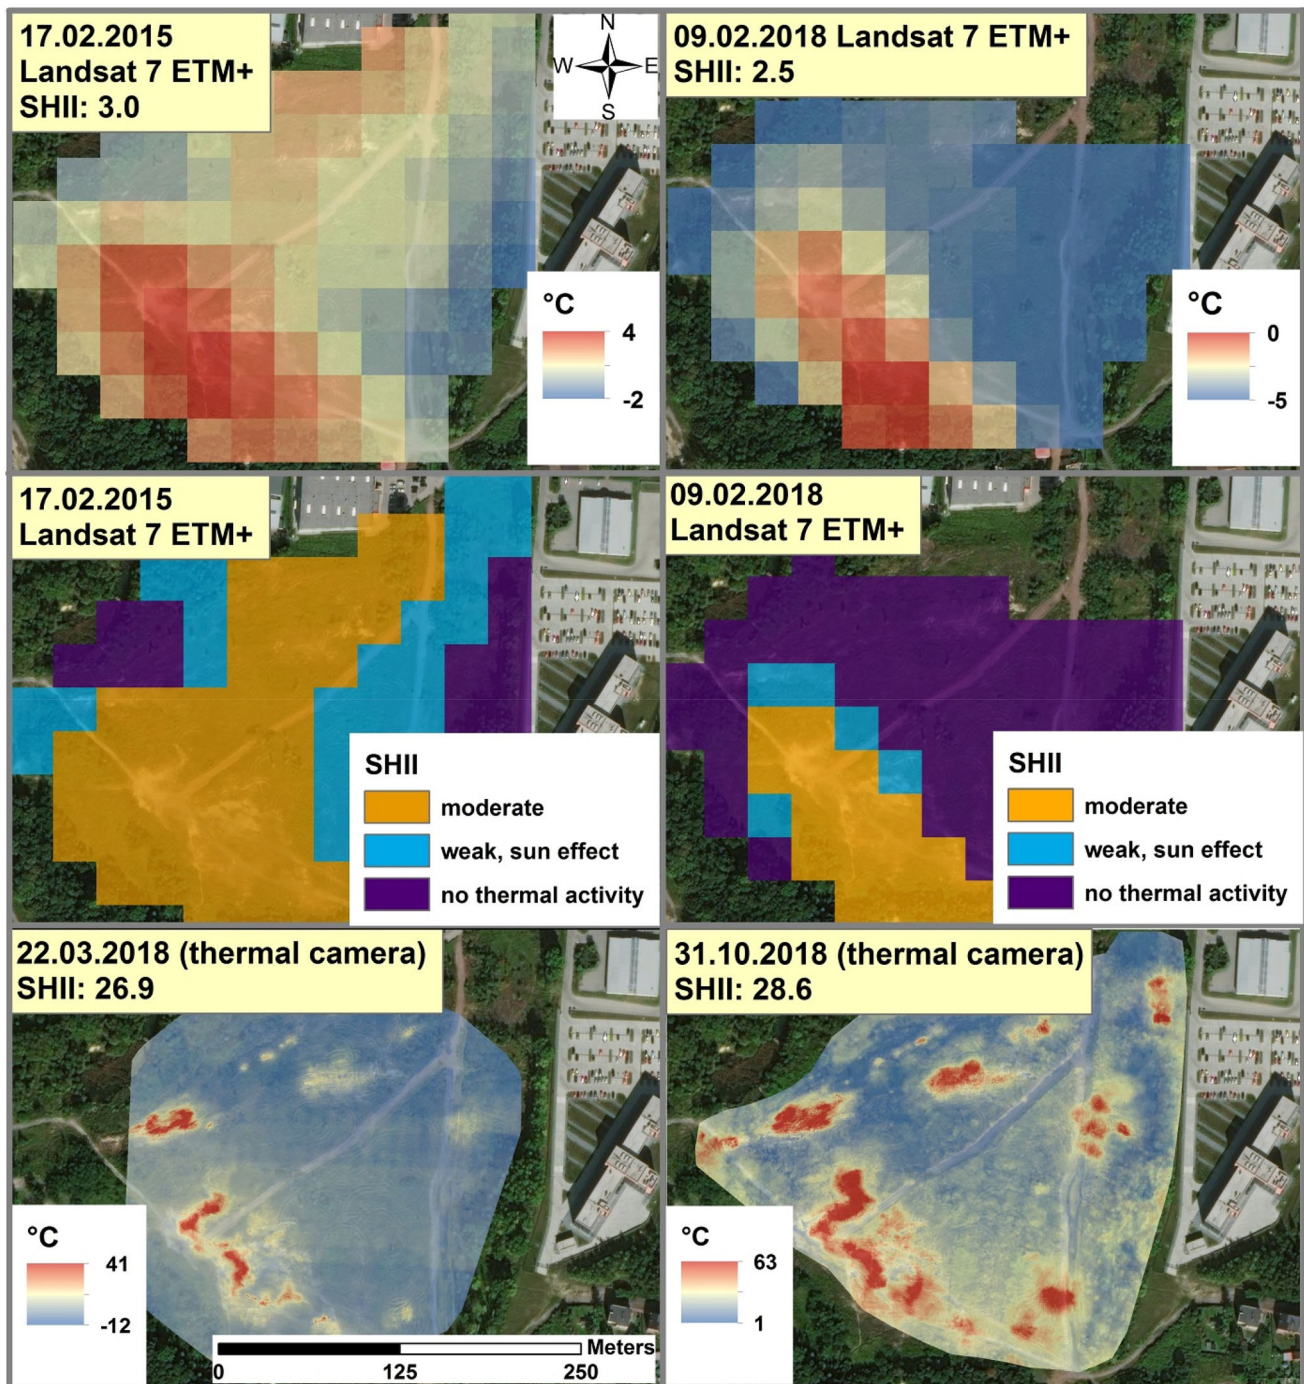 17.02.2015
Landsat 7 ETM+
SHII: 3.0
N
W E
S
°C
4
-2
09.02.2018 Landsat 7 ETM+
SHII: 2.5
°C
0
-5
17.02.2015
Landsat 7 ETM+
SHII
moderate
weak, sun effect
no thermal activity
09.02.2018
Landsat 7 ETM+
SHII
moderate
weak, sun effect
no thermal activity
22.03.2018 (thermal camera)
SHII: 26.9
°C
41
-12
Meters
0 125 250
31.10.2018 (thermal camera)
SHII: 28.6
°C
63
1